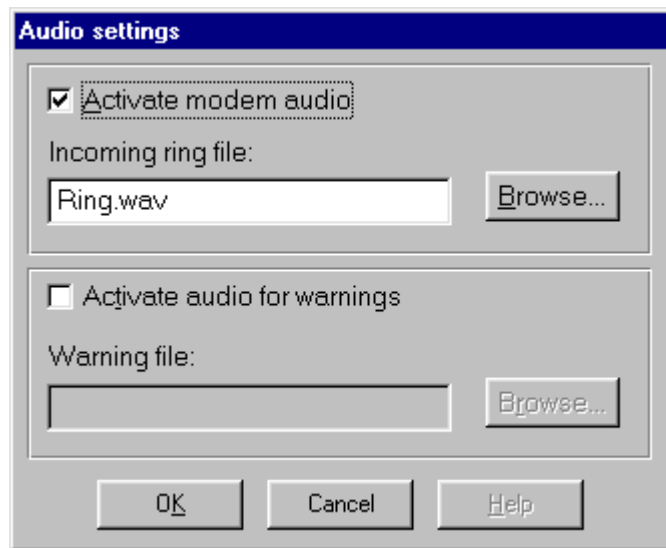 Audio settings
Activate modem audio
Incoming ring file:
Ring.wav
Browse...
Activate audio for warnings
Warning file:
Browse...
OK
Cancel
Help